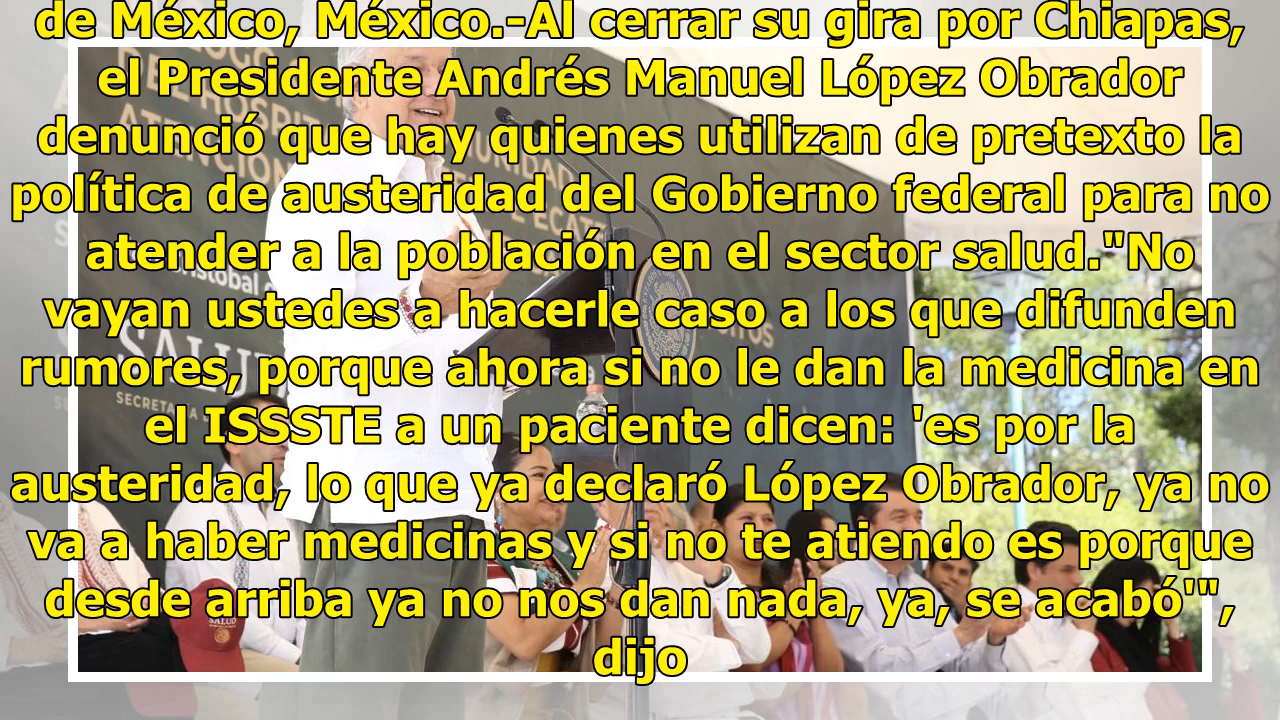 de México, México.-Al cerrar su gira por Chiapas,
el Presidente Andrés Manuel López Obrador
denunció que hay quienes utilizan de pretexto la
política de austeridad del Gobierno federal para no
atender a la población en el sector salud."No
vayan ustedes a hacerle caso a los que difunden
rumores, porque ahora si no le dan la medicina en
el ISSSTE a un paciente dicen: 'es por la
austeridad, lo que ya declaró López Obrador, ya no
va a haber medicinas y si no te atiendo es porque
desde arriba ya no nos dan nada, ya, se acabó'",
dijo
SALUD